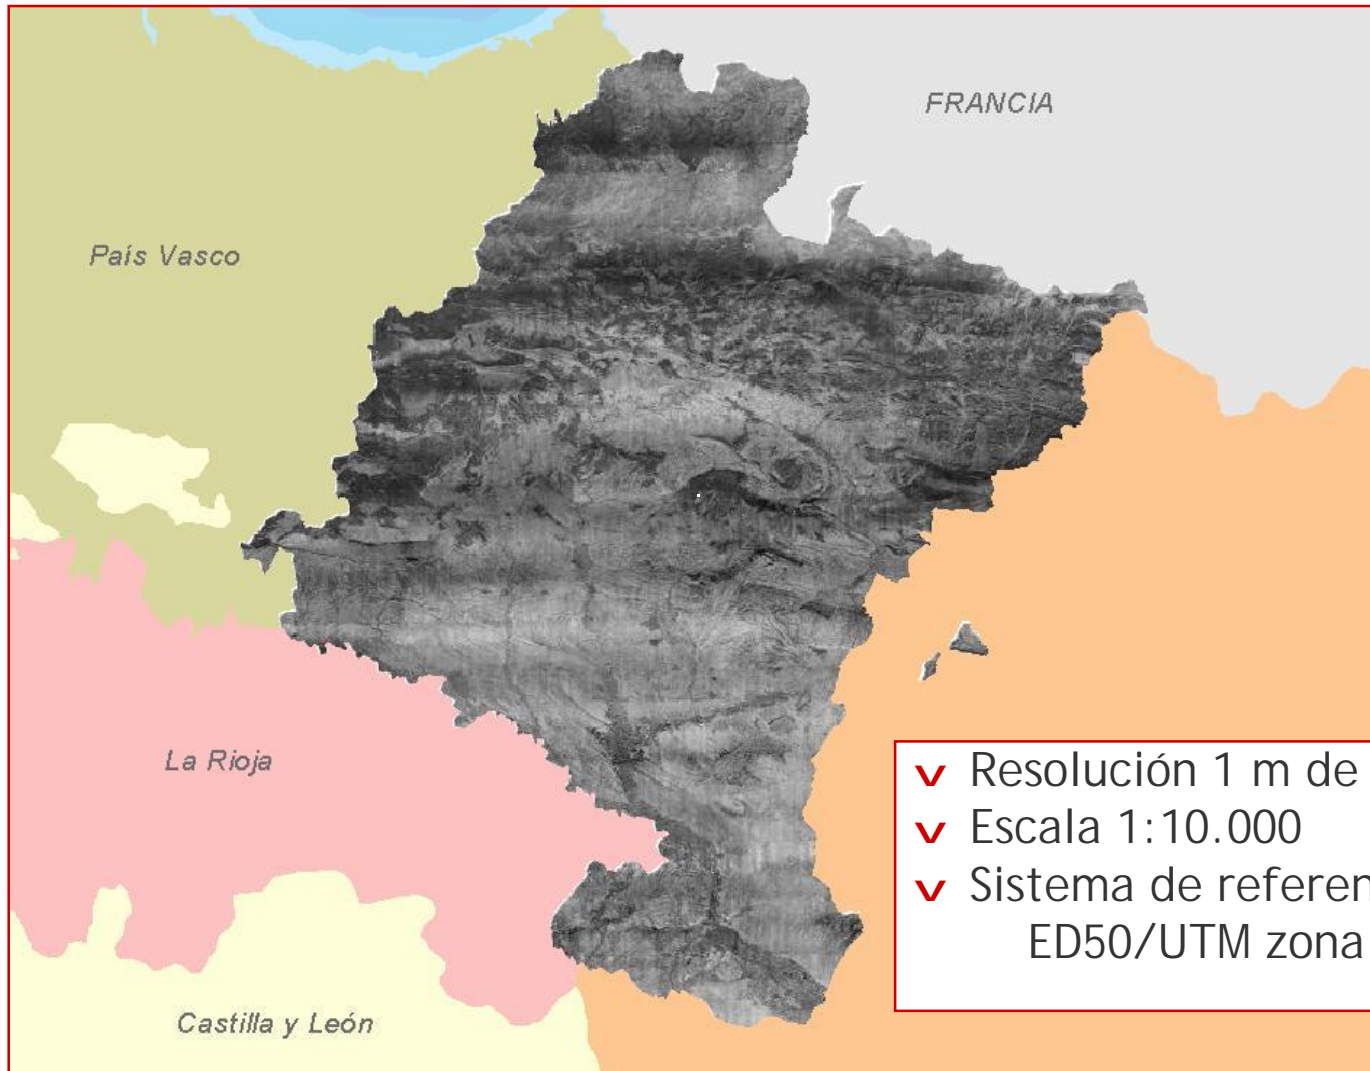 FRANCIA
País Vasco
La Rioja
Castilla y León
v Resolución 1 m de
v Escala 1:10.000
v Sistema de referen
ED50/UTM zona